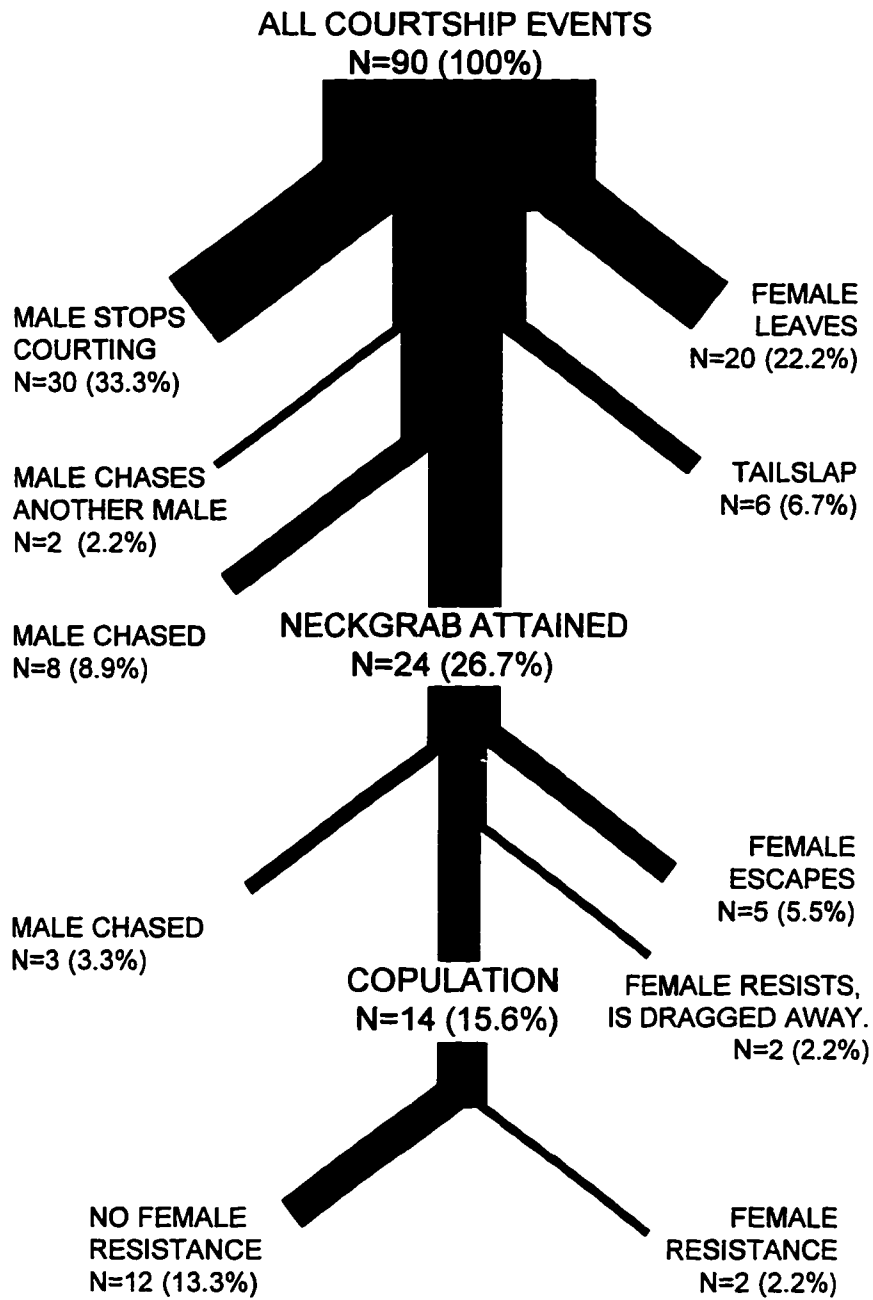 ALL COURTSHIP EVENTS
N=90 (100%)
MALE STOPS
COURTING
N=30 (33.3%)
FEMALE
LEAVES
N=20 (22.2%)
MALE CHASES
ANOTHER MALE
N=2 (2.2%)
TAILSLAP
N=6 (6.7%)
MALE CHASED
N=8 (8.9%)
NECKGRAB ATTAINED
N=24 (26.7%)
MALE CHASED
N=3 (3.3%)
FEMALE
ESCAPES
N=5 (5.5%)
COPULATION
N=14 (15.6%)
FEMALE RESISTS,
IS DRAGGED AWAY.
N=2 (2.2%)
NO FEMALE
RESISTANCE
N=12 (13.3%)
FEMALE
RESISTANCE
N=2 (2.2%)